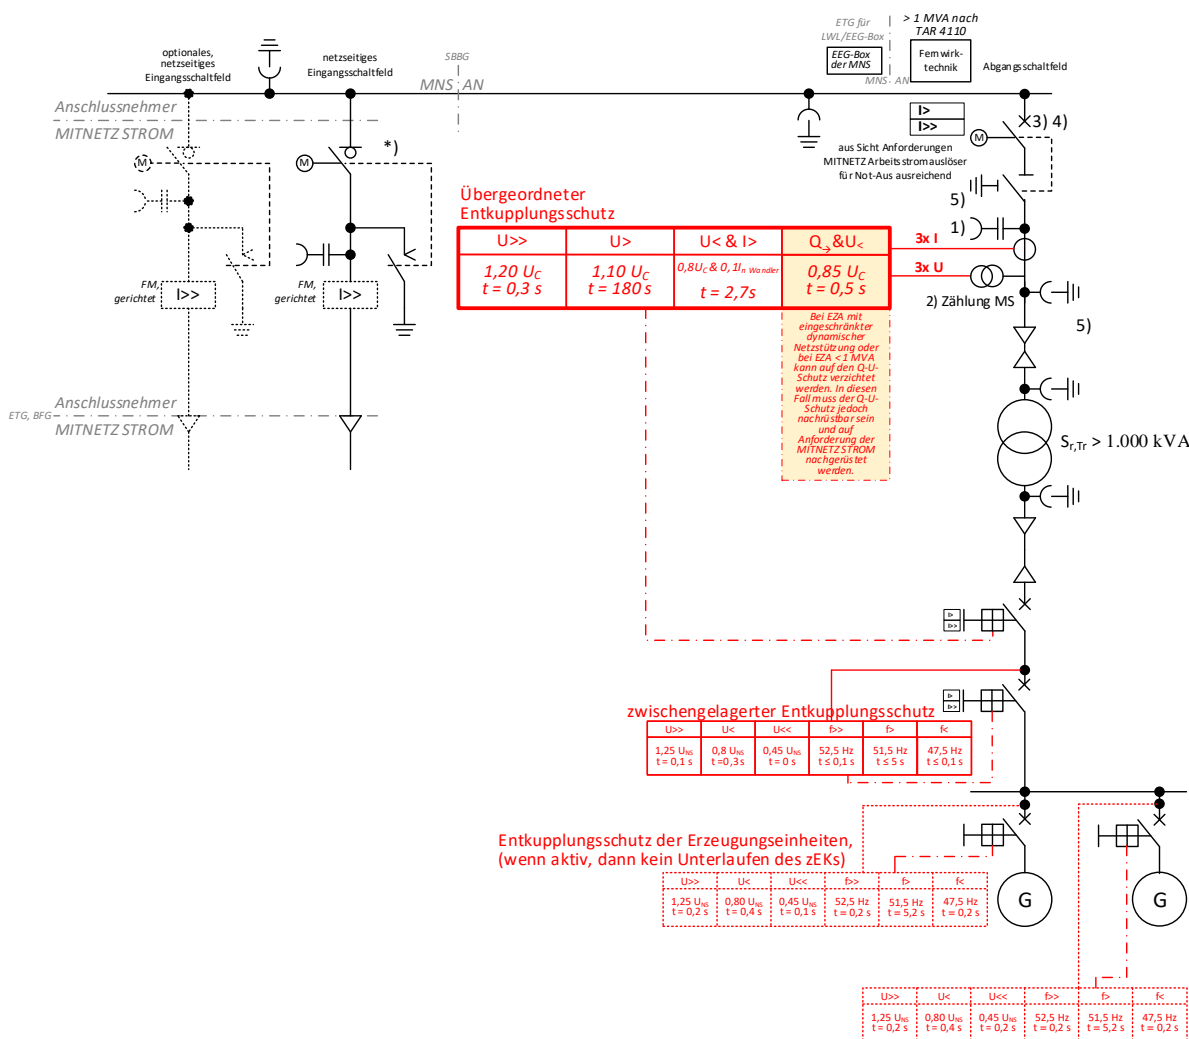 optionales,
netzseitiges
Eingangsschaltfeld
netzseitiges
Eingangsschaltfeld
SBBG
MNS AN
ETG für
LWL/EEG-Box
EEG-Box
der MNS
MNS AN
> 1 MVA nach
TAR 4110
Fernwirk-
technik
Abgangsschaltfeld
Anschlussnehmer
MITNETZ STROM
M
M
*)
I>
I>>
aus Sicht Anforderungen
MITNETZ Arbeitsstromauslöser
für Not-Aus ausreichend
M
3) 4)
5)
1)
FM,
gerichtet
I>>
FM,
gerichtet
I>>
Anschlussnehmer
ETG, BFG
MITNETZ STROM
Übergeordneter
Entkupplungsschutz
U>> U> U< & I> Q→&U<
1,20 UC
t = 0,3 s
1,10 UC
t = 180 s
0,8UC & 0,1In Wandler
t = 2,7s
0,85 UC
t = 0,5 s
3x I
3x U
2) Zählung MS
5)
Bei EZA mit
eingeschränkter
dynamischer
Netzstützung oder
bei EZA < 1 MVA
kann auf den Q-U-
Schutz verzichtet
werden. In diesen
Fall muss der Q-U-
Schutz jedoch
nachrüstbar sein
und auf
Anforderung der
MITNETZ STROM
nachgerüstet
werden.
Sr,Tr > 1.000 kVA
I>
I>>
I>
I>>
zwischengelagerter Entkupplungsschutz
U>> U< U<< f>> f> f<
1,25 UNS 0,8 UNS 0,45 UNS 52,5 Hz 51,5 Hz 47,5 Hz
t = 0,1 s t =0,3 s t = 0 s t ≤ 0,1 s t ≤ 5 s t ≤ 0,1 s
Entkupplungsschutz der Erzeugungseinheiten,
(wenn aktiv, dann kein Unterlaufen des zEKs)
U>> U< U<< f>> f> f<
1,25 UNS 0,80 UNS 0,45 UNS 52,5 Hz 51,5 Hz 47,5 Hz
t = 0,2 s t = 0,4 s t = 0,1 s t = 0,2 s t = 5,2 s t = 0,2 s
G
G
U>> U< U<< f>> f> f<
1,25 UNS 0,80 UNS 0,45 UNS 52,5 Hz 51,5 Hz 47,5 Hz
t = 0,2 s t = 0,4 s t = 0,2 s t = 0,2 s t = 5,2 s t = 0,2 s